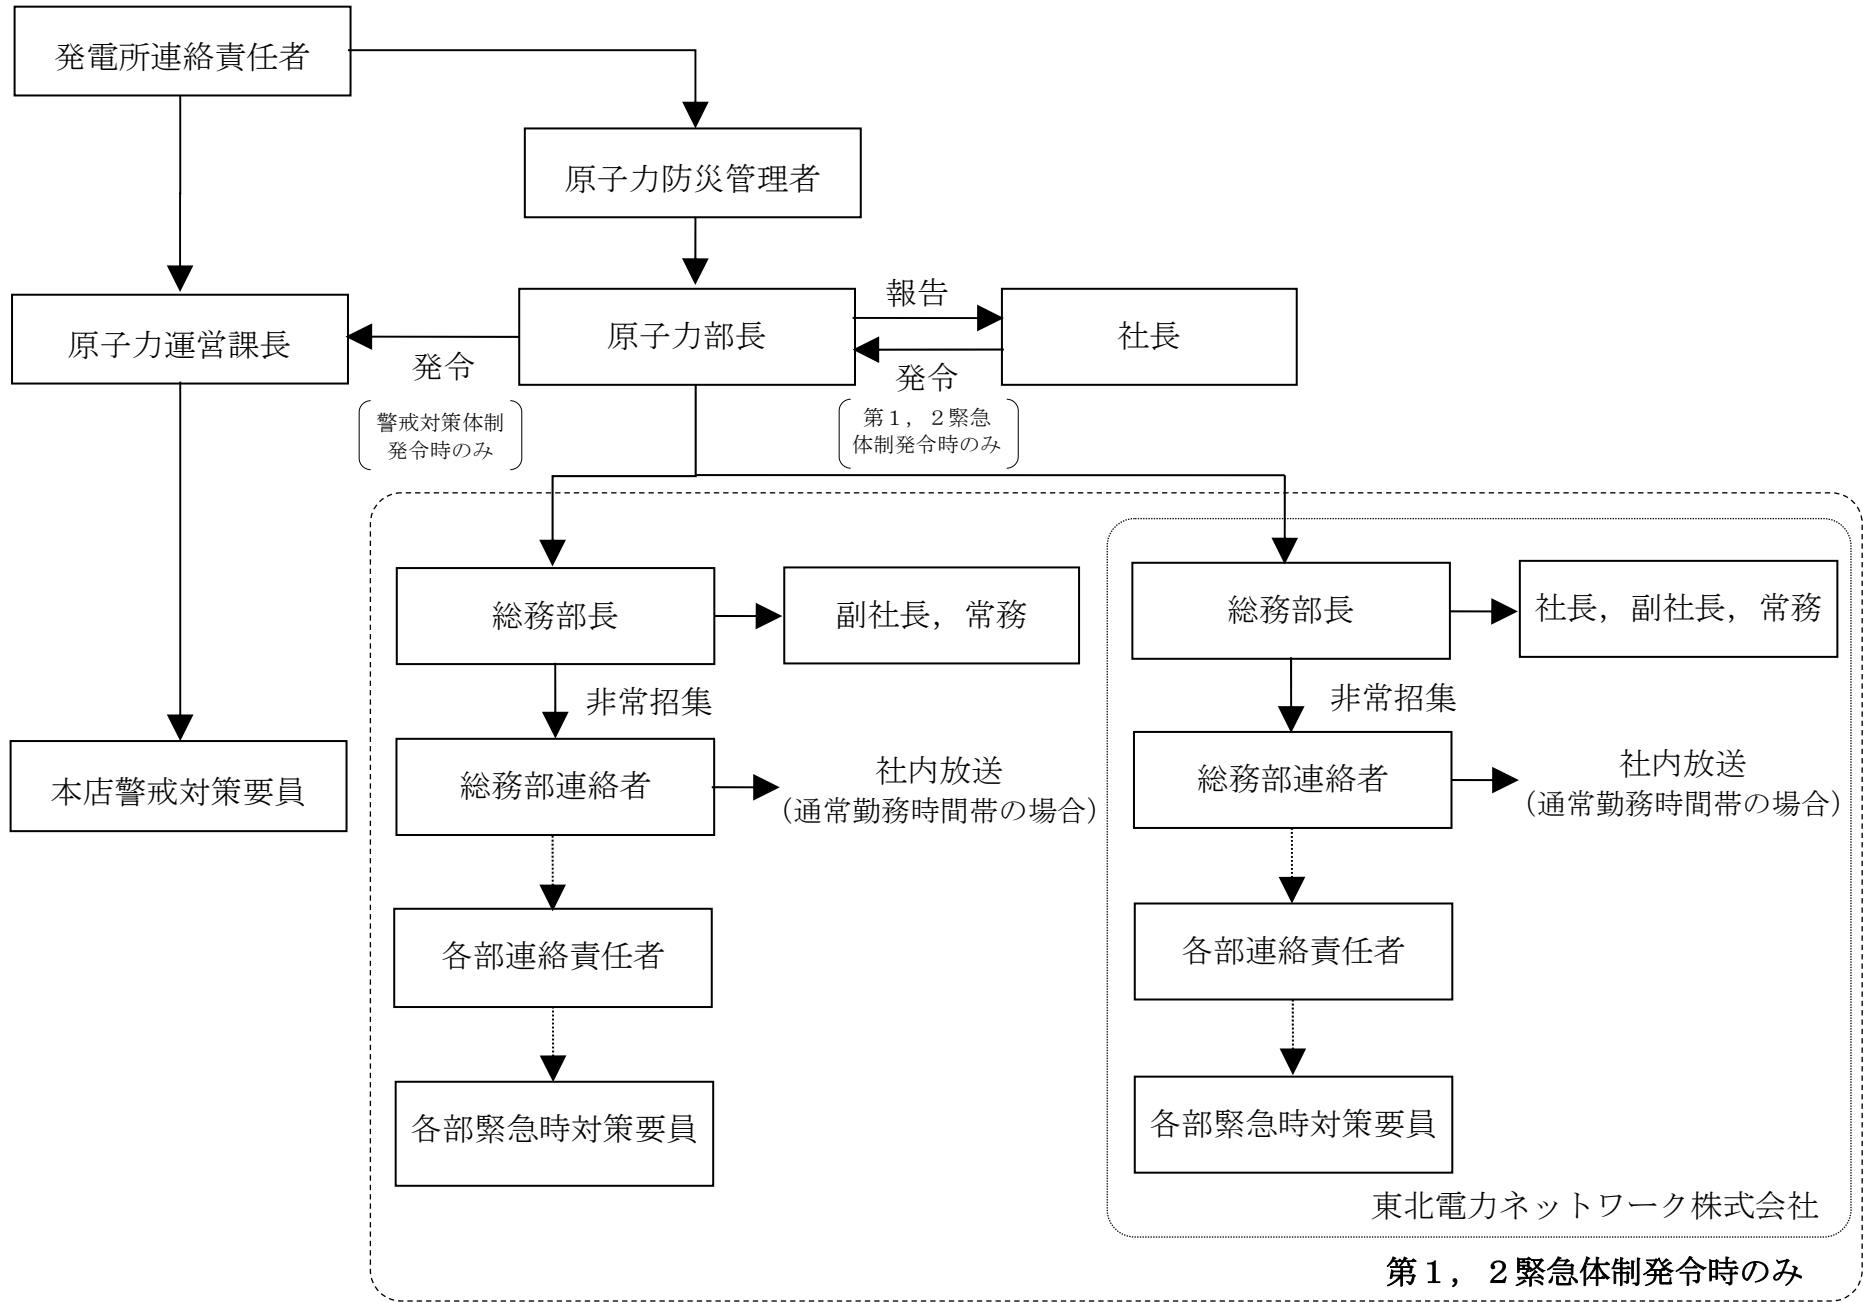 発電所連絡責任者
原子力防災管理者
報告
原子力運営課長
原子力部長
社長
発令
発令
警戒対策体制
発令時のみ
第１，２緊急
体制発令時のみ
総務部長
副社長，常務
総務部長
社長，副社長，常務
非常招集
非常招集
本店警戒対策要員
総務部連絡者
社内放送
（通常勤務時間帯の場合）
総務部連絡者
社内放送
（通常勤務時間帯の場合）
各部連絡責任者
各部連絡責任者
各部緊急時対策要員
各部緊急時対策要員
東北電力ネットワーク株式会社
第１，２緊急体制発令時のみ